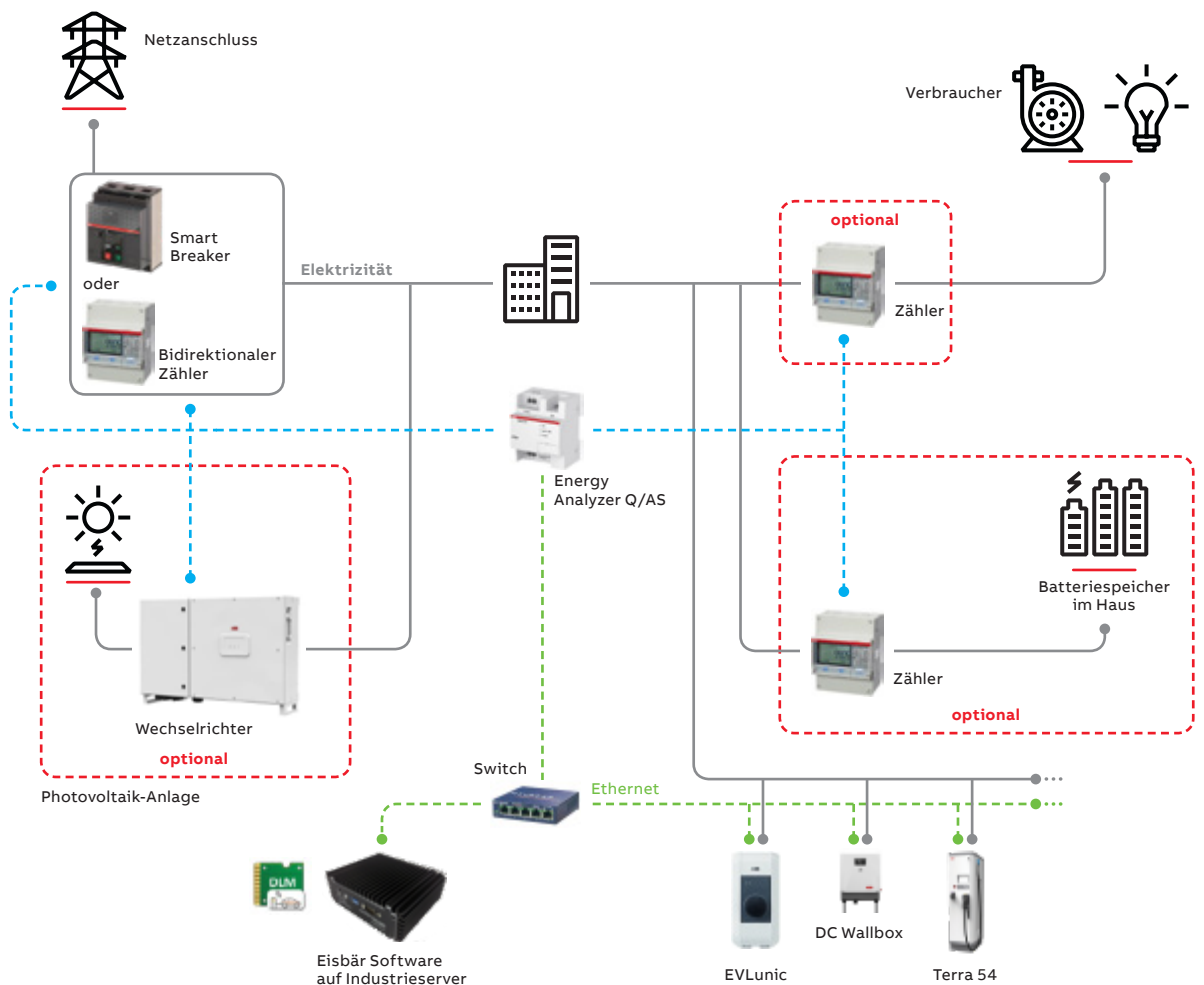 Netzanschluss
Verbraucher
optional
Smart
Breaker
oder
Bidirektionaler
Zähler
Elektrizität
Zähler
Energy
Analyzer Q/AS
Batteriespeicher
im Haus
Zähler
optional
Wechselrichter
optional
Photovoltaik-Anlage
Switch
Ethernet
DLM
Eisbär Software
auf Industrieserver
EVLunic
DC Wallbox
Terra 54